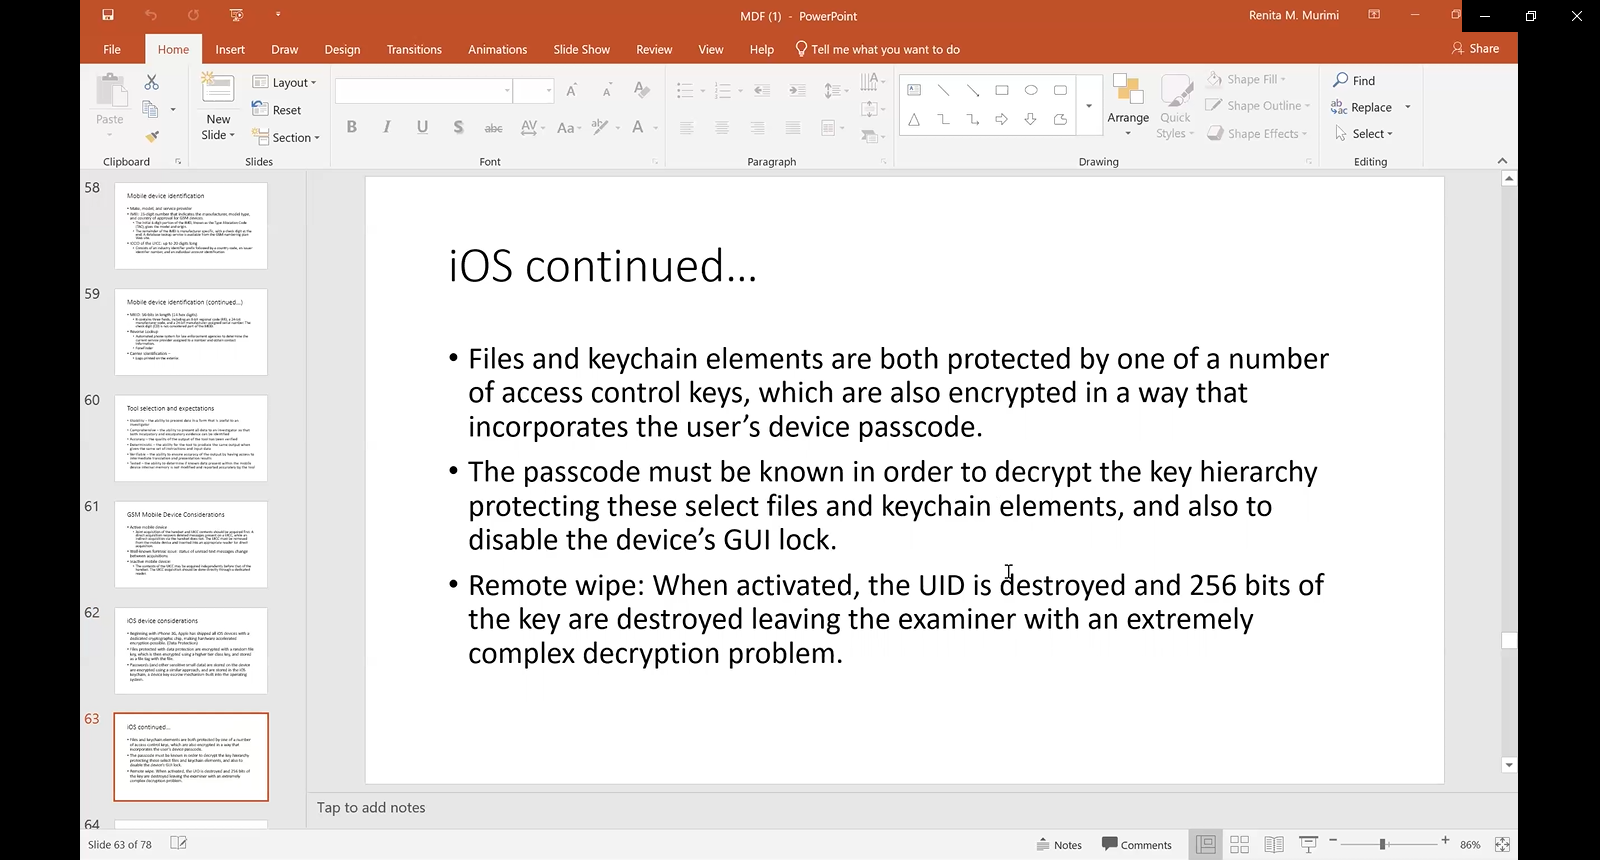 MDF (1) - PowerPoint
Renita M. Murimi
File Home Insert Draw Design Transitions Animations Slide Show Review View Help Tell me what you want to do Share
Paste
Clipboard
New Slide
Layout
Reset
Section
Slides
B I U S abc AV Aa A
Font
Paragraph
Arrange
Quick Styles
Shape Fill
Shape Outline
Shape Effects
Drawing
Find
Replace
Select
Editing
58
Mobile device identification
59
Mobile device identification (continued...)
60
Tool selection and expectations
61
GSM Mobile Device Considerations
62
iOS device considerations
63
iOS continued...
64
iOS continued...
• Files and keychain elements are both protected by one of a number
of access control keys, which are also encrypted in a way that
incorporates the user’s device passcode.
• The passcode must be known in order to decrypt the key hierarchy
protecting these select files and keychain elements, and also to
disable the device’s GUI lock.
• Remote wipe: When activated, the UID is destroyed and 256 bits of
the key are destroyed leaving the examiner with an extremely
complex decryption problem.
Tap to add notes
Slide 63 of 78
Notes Comments 86%